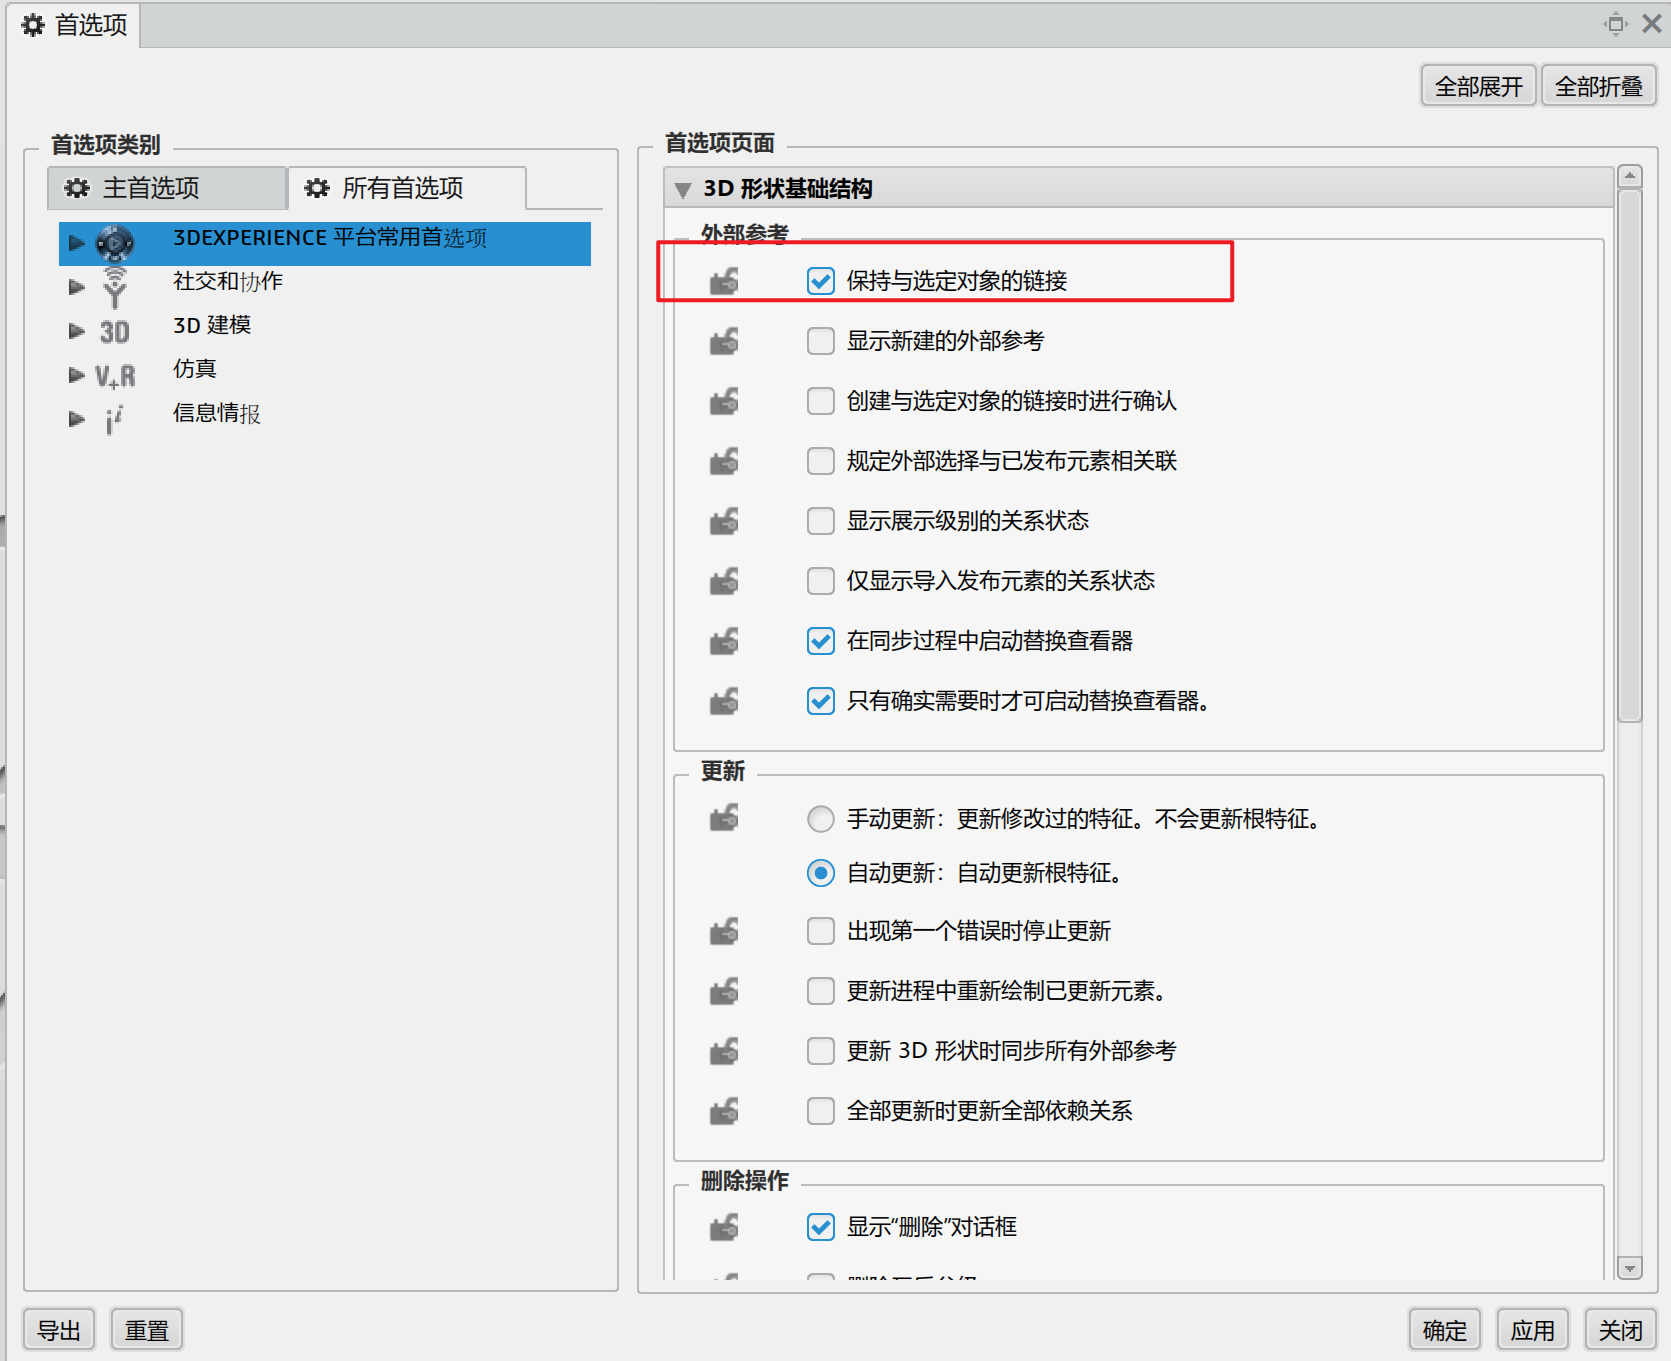 首选项
全部展开 全部折叠
首选项类别
主首选项 所有首选项
3DEXPERIENCE 平台常用首选项
社交和协作
3D 3D 建模
V+R 仿真
信息情报
首选项页面
3D 形状基础结构
外部参考
保持与选定对象的链接
显示新建的外部参考
创建与选定对象的链接时进行确认
规定外部选择与已发布元素相关联
显示展示级别的关系状态
仅显示导入发布元素的关系状态
在同步过程中启动替换查看器
只有确实需要时才可启动替换查看器。
更新
手动更新：更新修改过的特征。不会更新根特征。
自动更新：自动更新根特征。
出现第一个错误时停止更新
更新进程中重新绘制已更新元素。
更新 3D 形状时同步所有外部参考
全部更新时更新全部依赖关系
删除操作
显示“删除”对话框
导出 重置 确定 应用 关闭